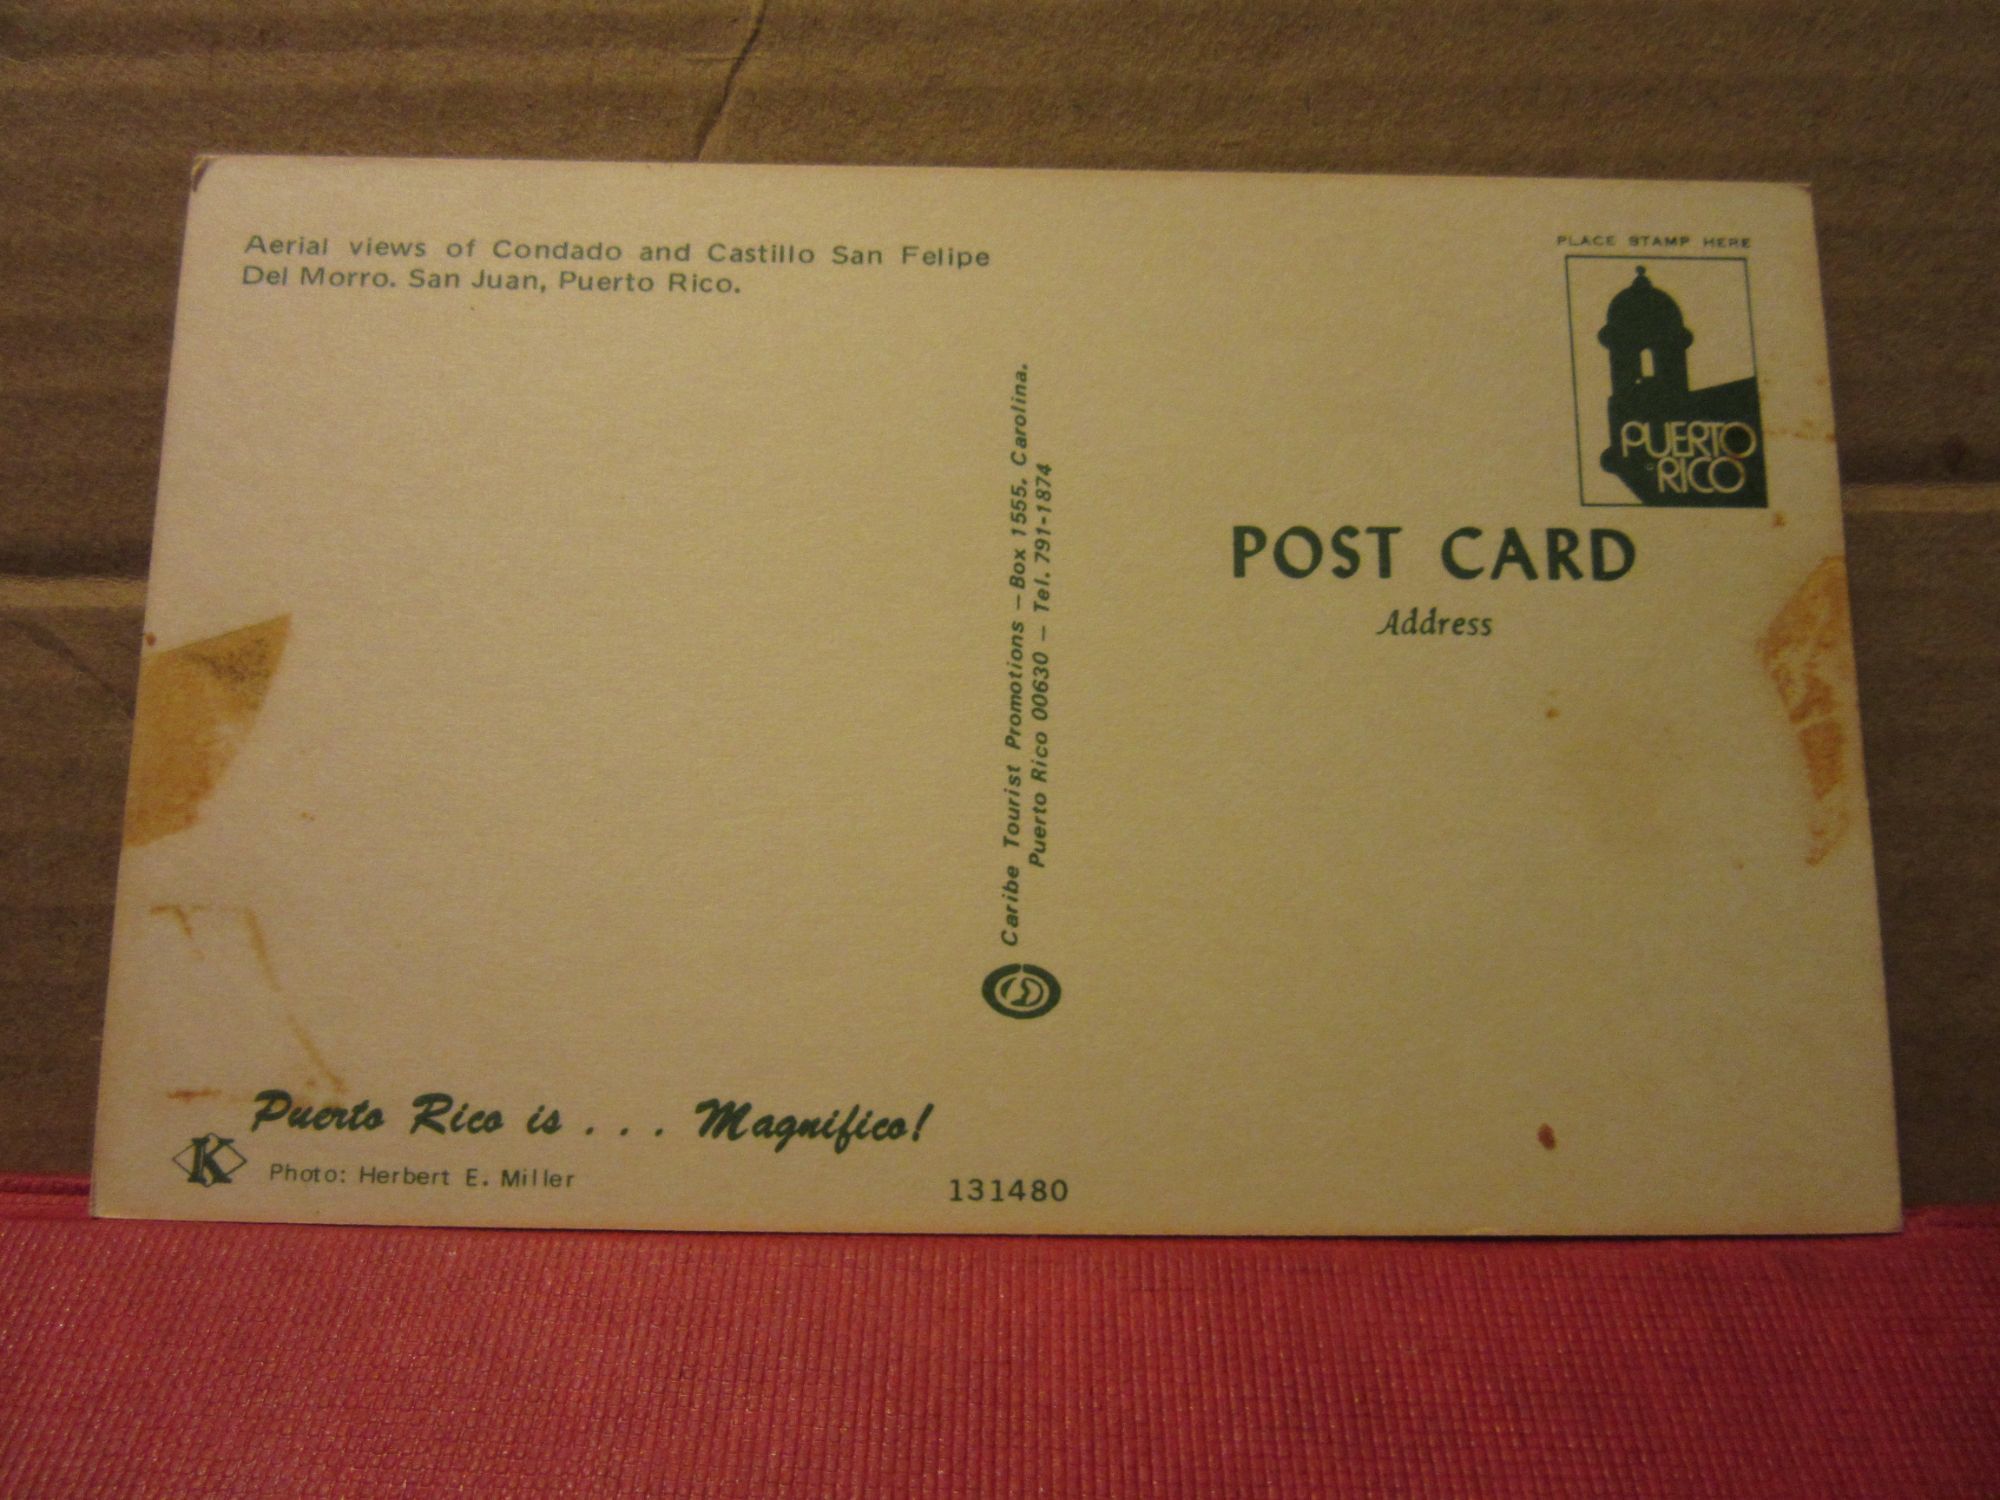 Aerial views of Condado and Castillo San Felipe
Del Morro. San Juan, Puerto Rico.
Caribe Tourist Promotions — Box 1555, Carolina.
Puerto Rico 00630 — Tel. 791-1874
PLACE STAMP HERE
PUERTO
RICO
POST CARD
Address
Puerto Rico is . . . Magnifico!
K
Photo: Herbert E. Miller
131480